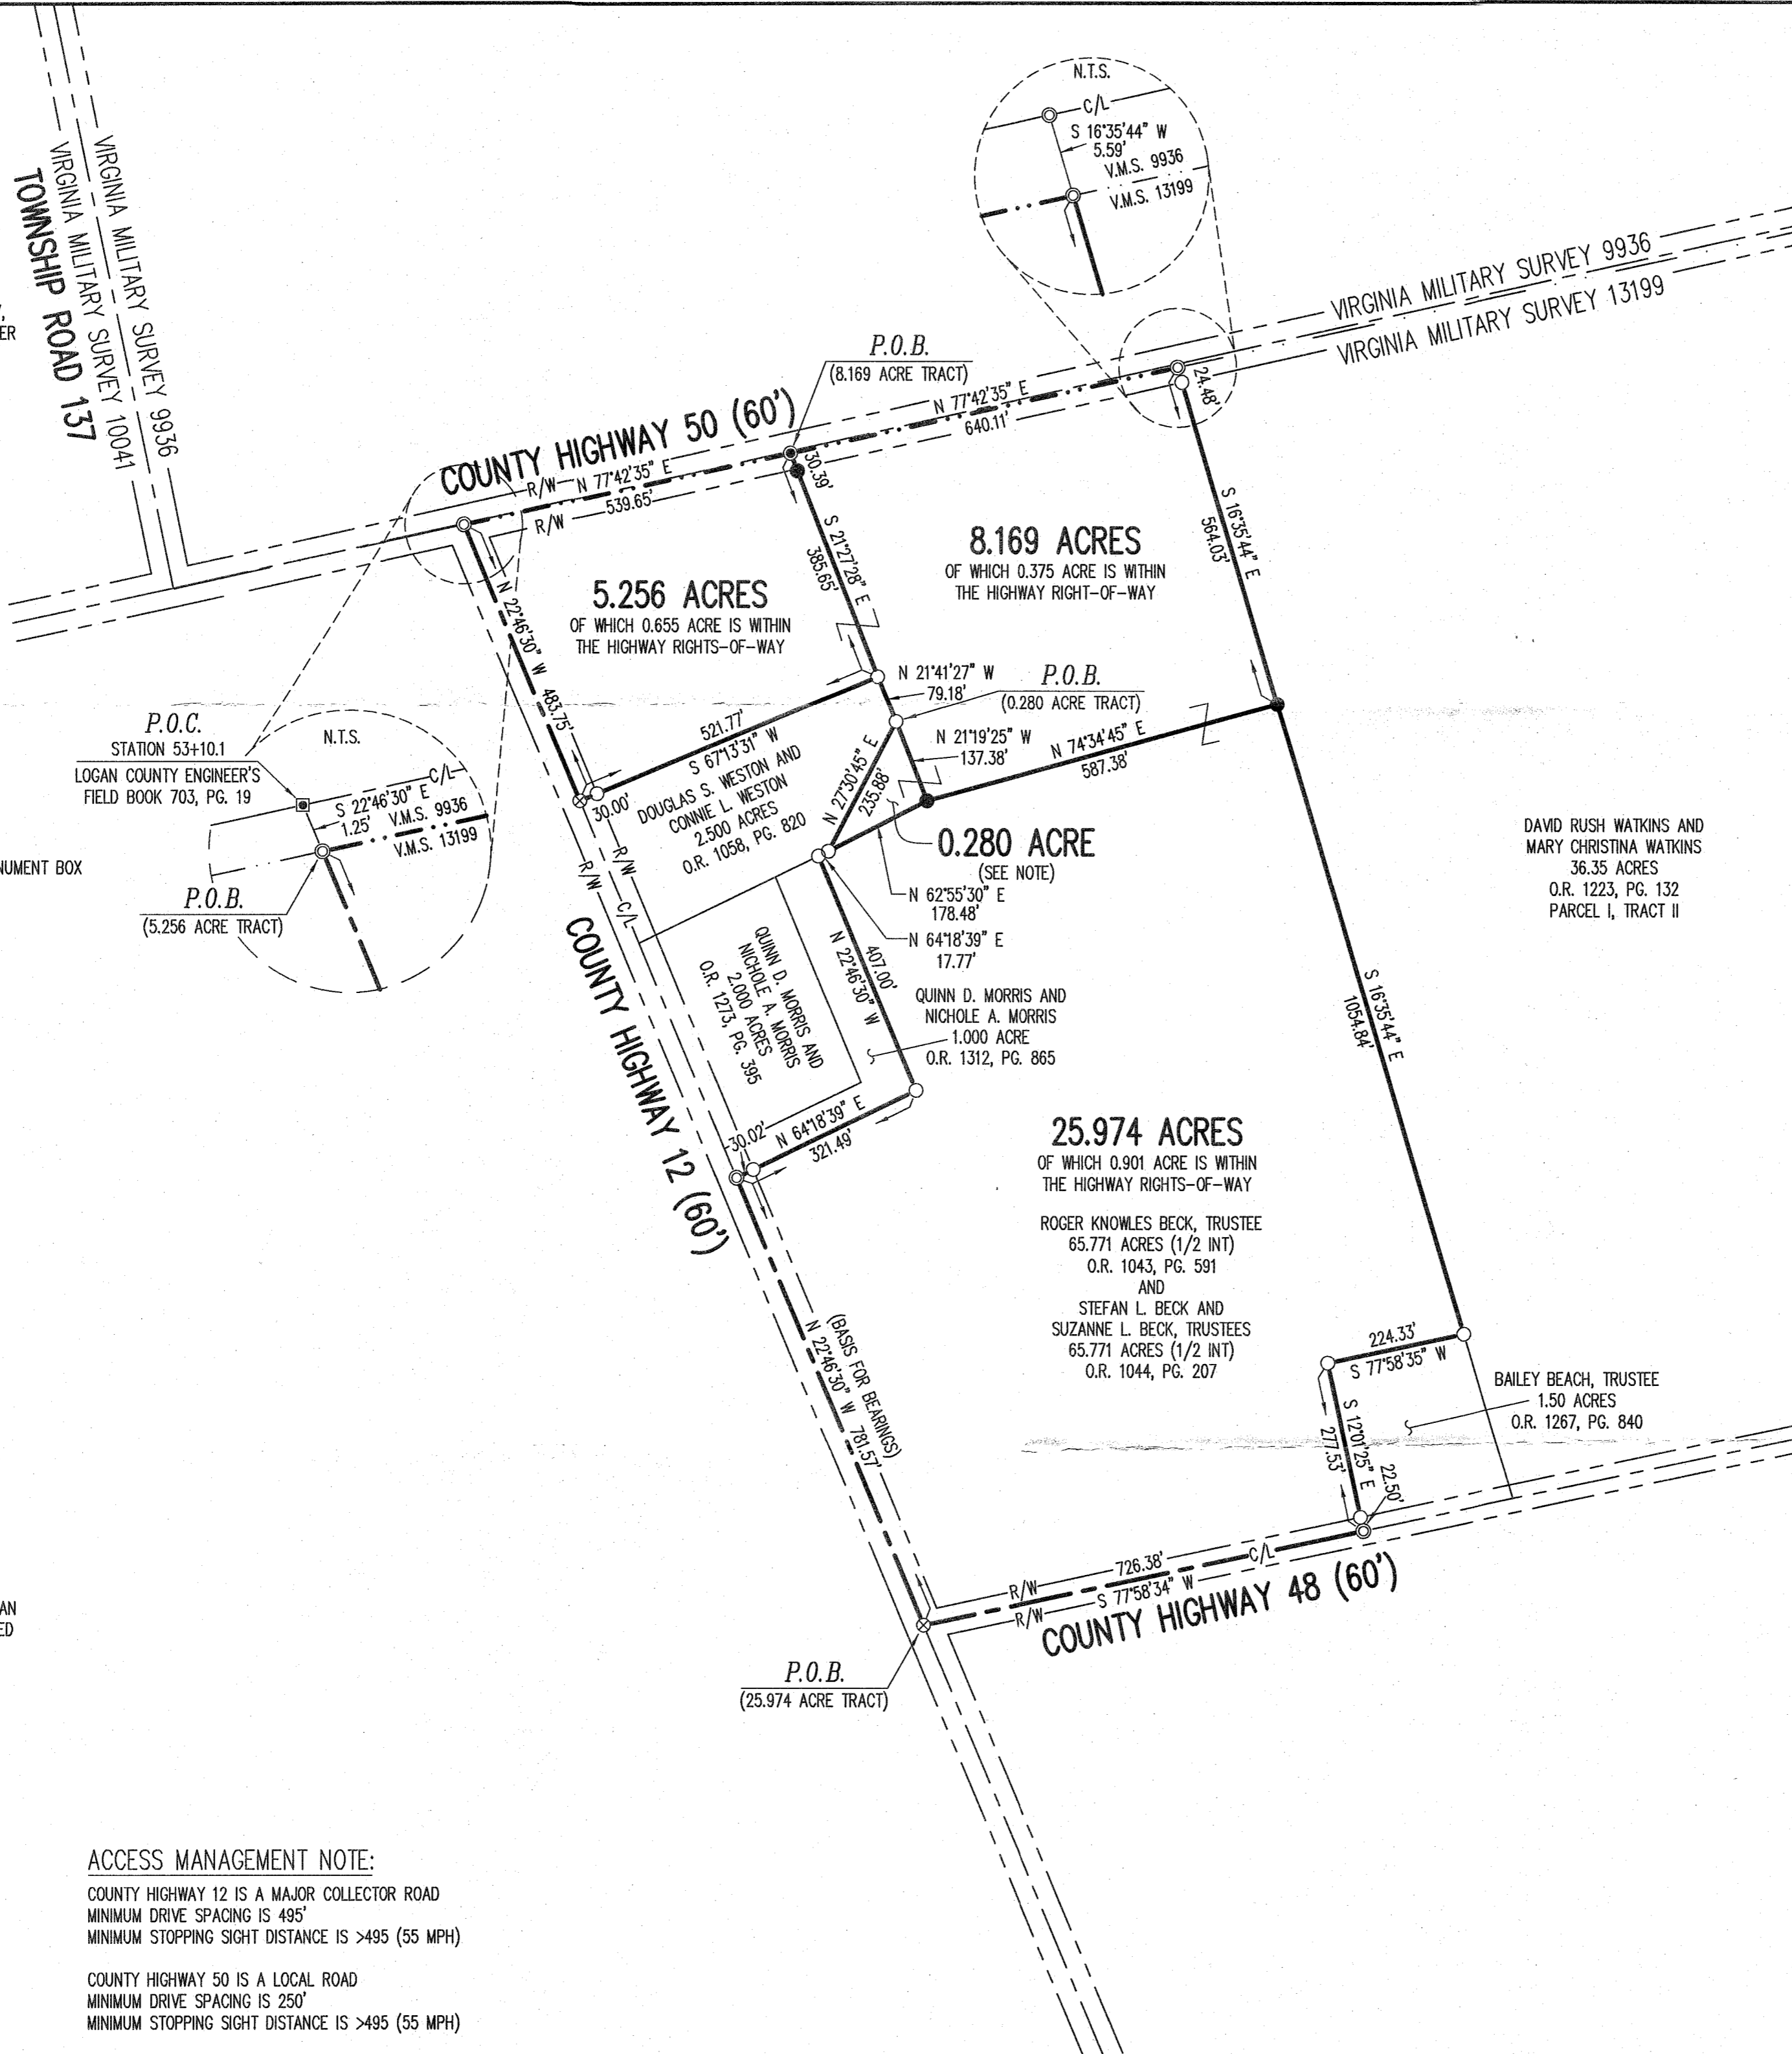 N.T.S.
C/L
S 16°35'44" W
5.59'
V.M.S. 9936
V.M.S. 13199
VIRGINIA MILITARY SURVEY 9936
VIRGINIA MILITARY SURVEY 10041
TOWNSHIP ROAD 137
ER
VIRGINIA MILITARY SURVEY 9936
VIRGINIA MILITARY SURVEY 13199
P.O.B.
(8.169 ACRE TRACT)
COUNTY HIGHWAY 50 (60')
N 77°42'35" E
640.11'
24.48'
R/W
N 77°42'35" E
R/W
539.65'
30.39'
S 21°27'28" E
385.65'
S 16°35'44" E
564.03'
8.169 ACRES
OF WHICH 0.375 ACRE IS WITHIN
THE HIGHWAY RIGHT-OF-WAY
5.256 ACRES
OF WHICH 0.655 ACRE IS WITHIN
THE HIGHWAY RIGHTS-OF-WAY
N 22°46'30" W
483.75'
N 21°41'27" W
79.18'
P.O.B.
(0.280 ACRE TRACT)
N 21°19'25" W
137.38'
N 74°34'45" E
587.38'
521.77'
S 67°13'31" W
30.00'
DOUGLAS S. WESTON AND
CONNIE L. WESTON
2.500 ACRES
O.R. 1058, PG. 820
N 27°30'45" E
235.88'
0.280 ACRE
(SEE NOTE)
N 62°55'30" E
178.48'
N 64°18'39" E
17.77'
P.O.C.
STATION 53+10.1
LOGAN COUNTY ENGINEER'S
FIELD BOOK 703, PG. 19
N.T.S.
C/L
S 22°46'30" E
1.25'
V.M.S. 9936
V.M.S. 13199
P.O.B.
(5.256 ACRE TRACT)
NUMENT BOX
R/W
R/W
C/L
COUNTY HIGHWAY 12 (60')
QUINN D. MORRIS AND
NICHOLE A. MORRIS
2.000 ACRES
O.R. 1273, PG. 395
407.00'
N 22°46'30" W
QUINN D. MORRIS AND
NICHOLE A. MORRIS
1.000 ACRE
O.R. 1312, PG. 865
30.02'
N 64°18'39" E
321.49'
DAVID RUSH WATKINS AND
MARY CHRISTINA WATKINS
36.35 ACRES
O.R. 1223, PG. 132
PARCEL I, TRACT II
S 16°35'44" E
1054.84'
25.974 ACRES
OF WHICH 0.901 ACRE IS WITHIN
THE HIGHWAY RIGHTS-OF-WAY
ROGER KNOWLES BECK, TRUSTEE
65.771 ACRES (1/2 INT)
O.R. 1043, PG. 591
AND
STEFAN L. BECK AND
SUZANNE L. BECK, TRUSTEES
65.771 ACRES (1/2 INT)
O.R. 1044, PG. 207
(BASIS FOR BEARINGS)
N 22°46'30" W 781.57'
224.33'
S 77°58'35" W
S 12°01'25" E
277.53'
22.50'
BAILEY BEACH, TRUSTEE
1.50 ACRES
O.R. 1267, PG. 840
R/W
726.38'
C/L
R/W
S 77°58'34" W
COUNTY HIGHWAY 48 (60')
P.O.B.
(25.974 ACRE TRACT)
AN
ED
ACCESS MANAGEMENT NOTE:
COUNTY HIGHWAY 12 IS A MAJOR COLLECTOR ROAD
MINIMUM DRIVE SPACING IS 495'
MINIMUM STOPPING SIGHT DISTANCE IS >495 (55 MPH)
COUNTY HIGHWAY 50 IS A LOCAL ROAD
MINIMUM DRIVE SPACING IS 250'
MINIMUM STOPPING SIGHT DISTANCE IS >495 (55 MPH)